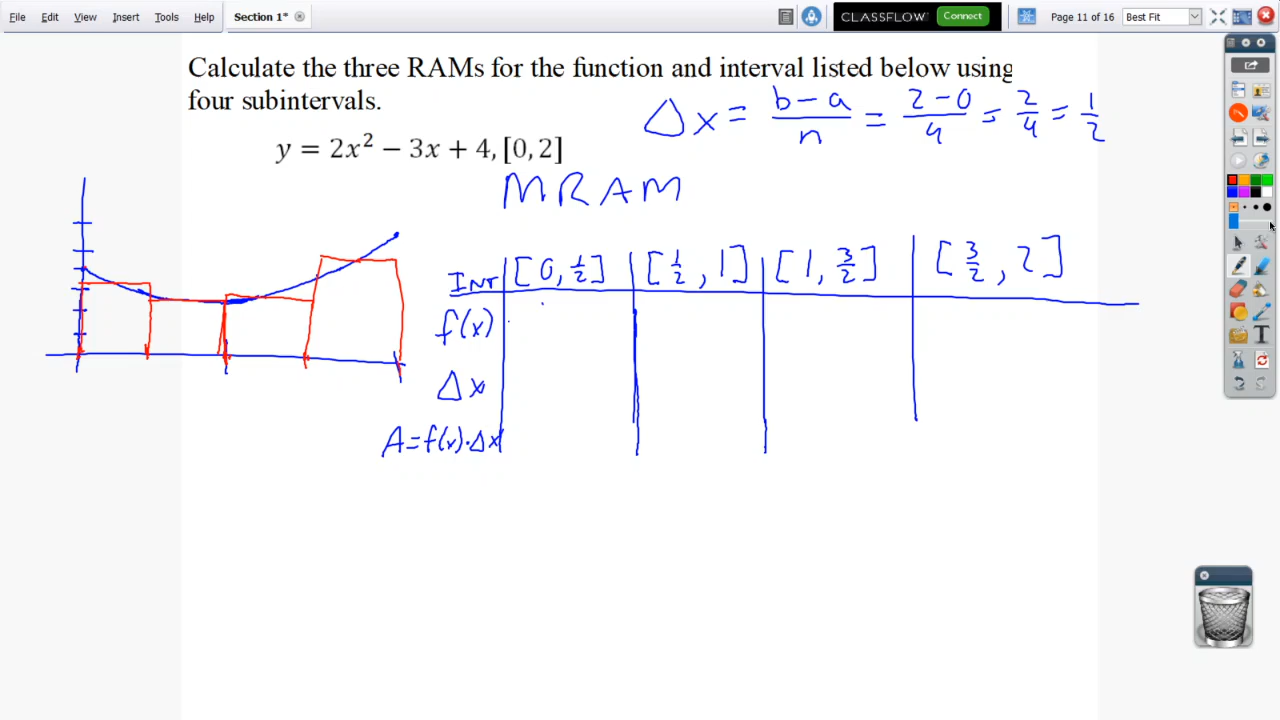 File Edit View Insert Tools Help Section 1* CLASSFLOW Connect Page 11 of 16 Best Fit
Calculate the three RAMs for the function and interval listed below using
four subintervals.
Δx = b-a/n = 2-0/4 = 2/4 = 1/2
y = 2x² − 3x + 4, [0, 2]
MRAM
Int [0, 1/2] [1/2, 1] [1, 3/2] [3/2, 2]
f(x)
Δx
A = f(x)·Δx
T